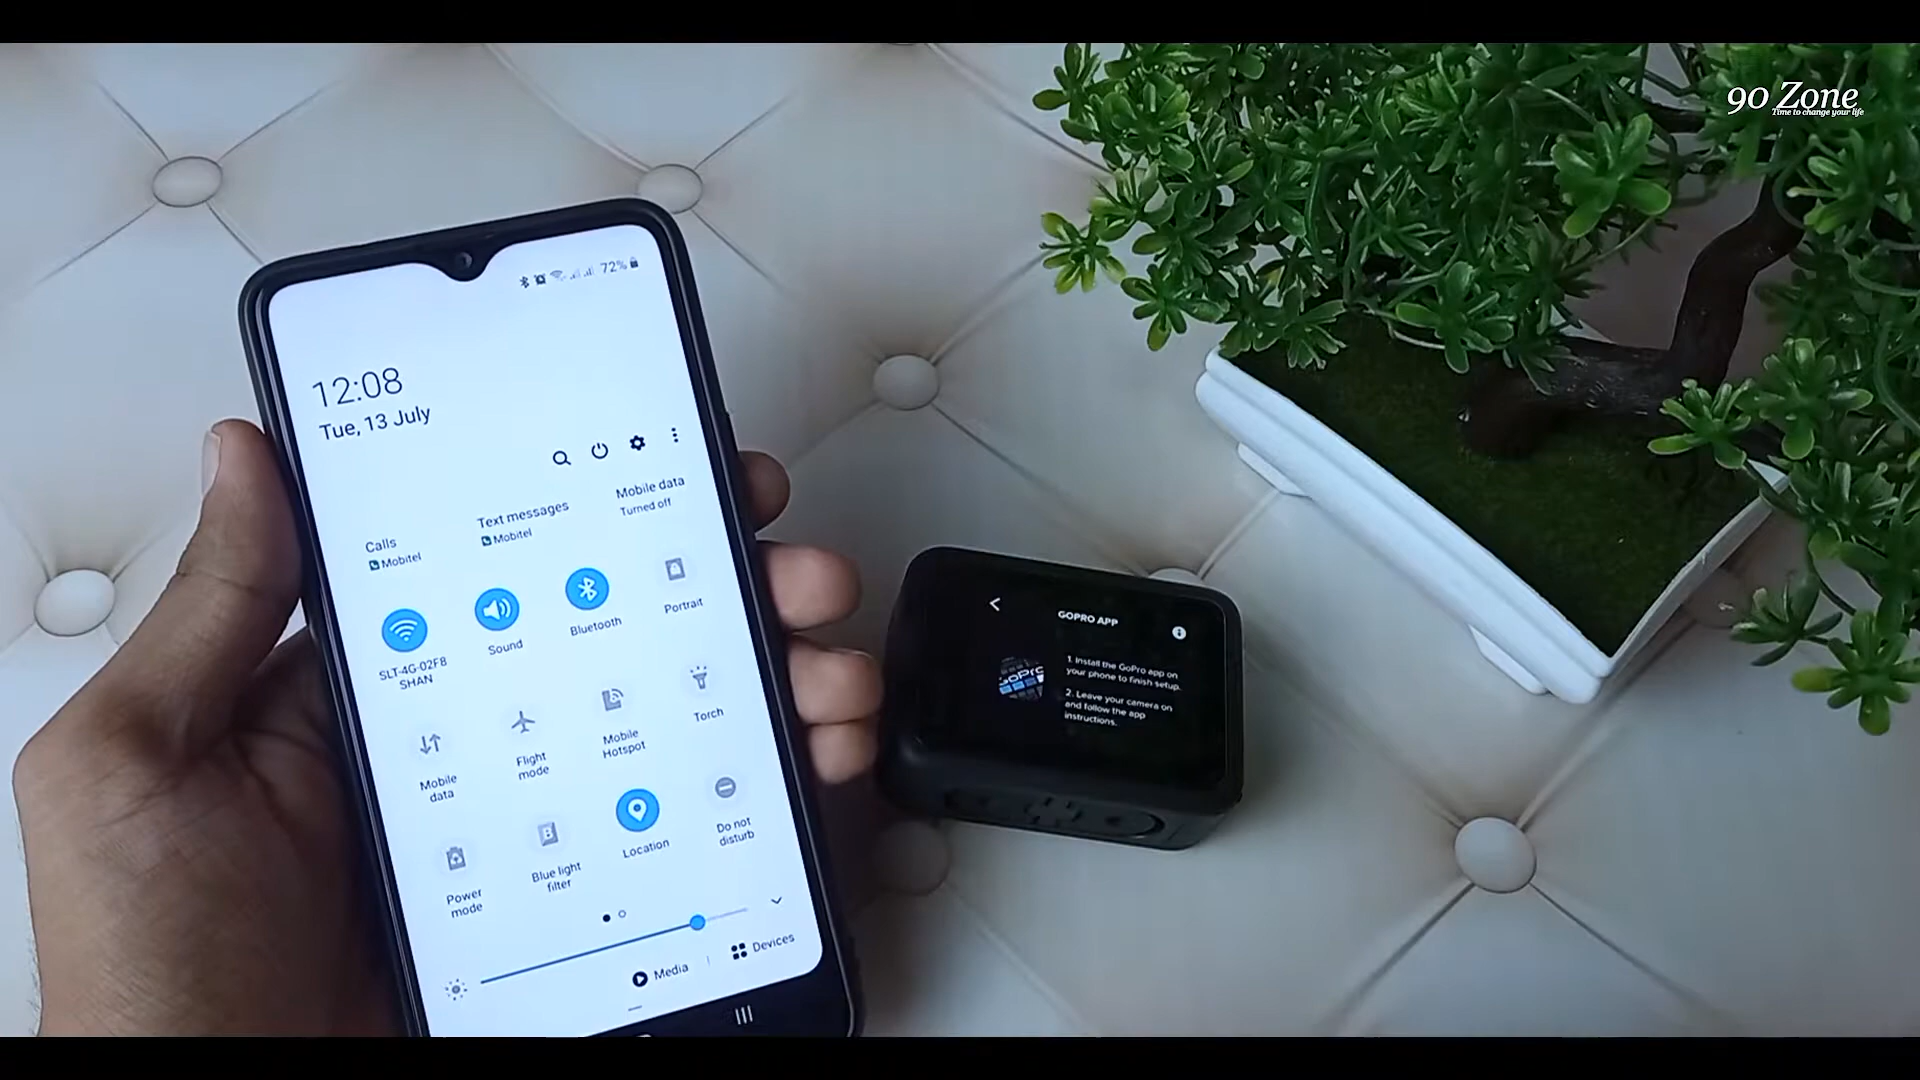 90 Zone
Time to change your life
72%
12:08
Tue, 13 July
Calls
Mobitel
Text messages
Mobitel
Mobile data
Turned off
SLT-4G-02F8
SHAN
Sound
Bluetooth
Portrait
Mobile
data
Flight
mode
Mobile
Hotspot
Torch
Power
mode
Blue light
filter
Location
Do not
disturb
Media
Devices
GOPRO APP
GoPro
1. Install the GoPro app on
your phone to finish setup.
2. Leave your camera on
and follow the app
instructions.